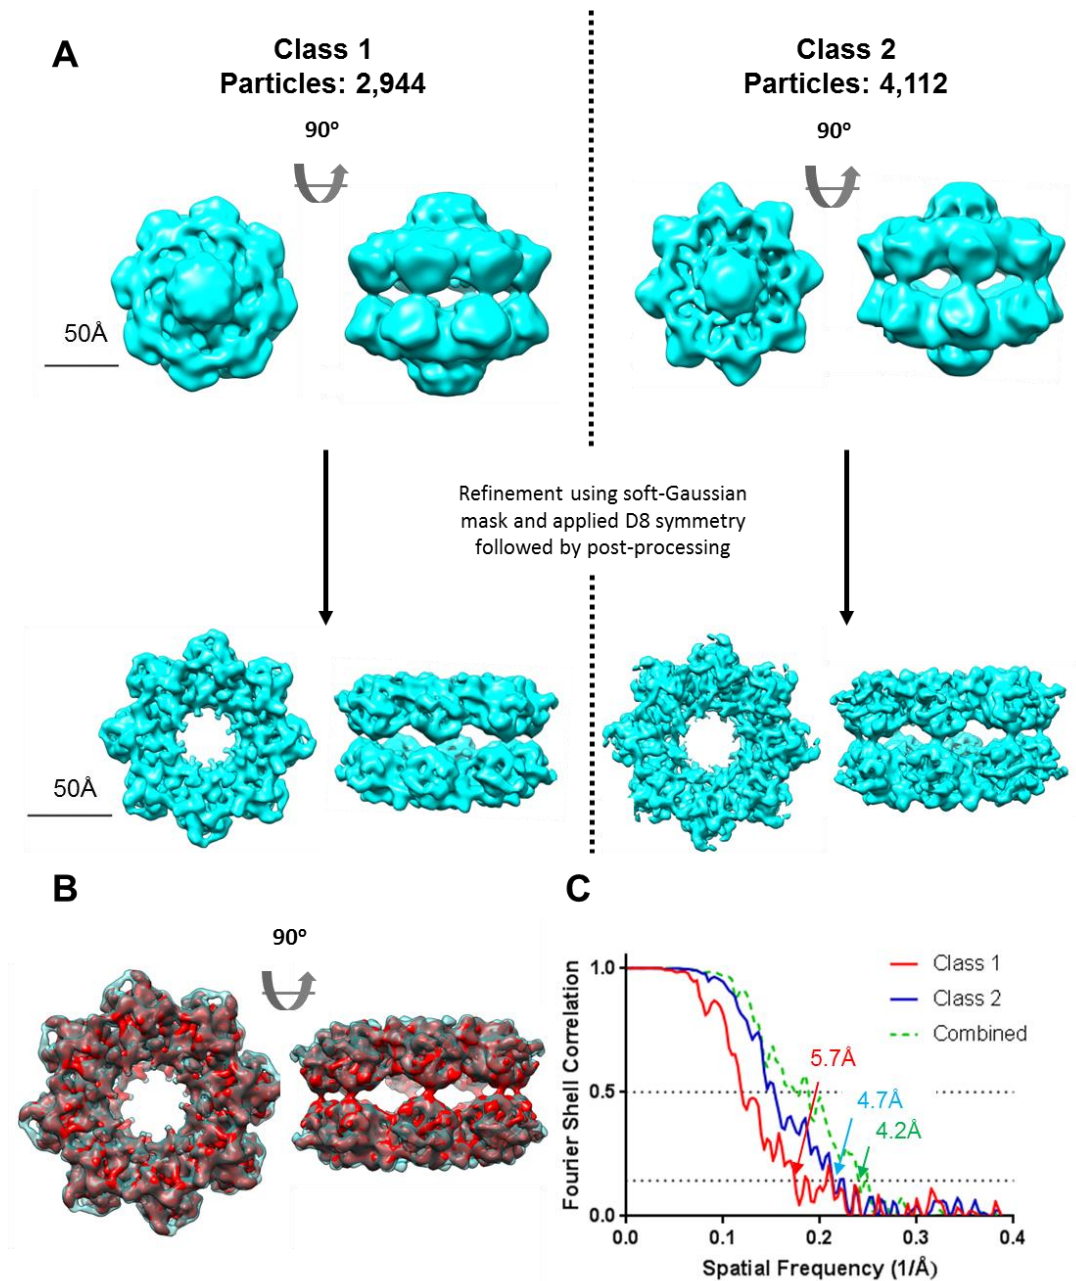 A
Class 1
Particles: 2,944
90º
50Å
Class 2
Particles: 4,112
90º
Refinement using soft-Gaussian
mask and applied D8 symmetry
followed by post-processing
50Å
B
90º
C
Fourier Shell Correlation
1.0
0.5
0.0
0.0
0.1
0.2
0.3
0.4
Spatial Frequency (1/Å)
Class 1
Class 2
Combined
5.7Å
4.7Å
4.2Å